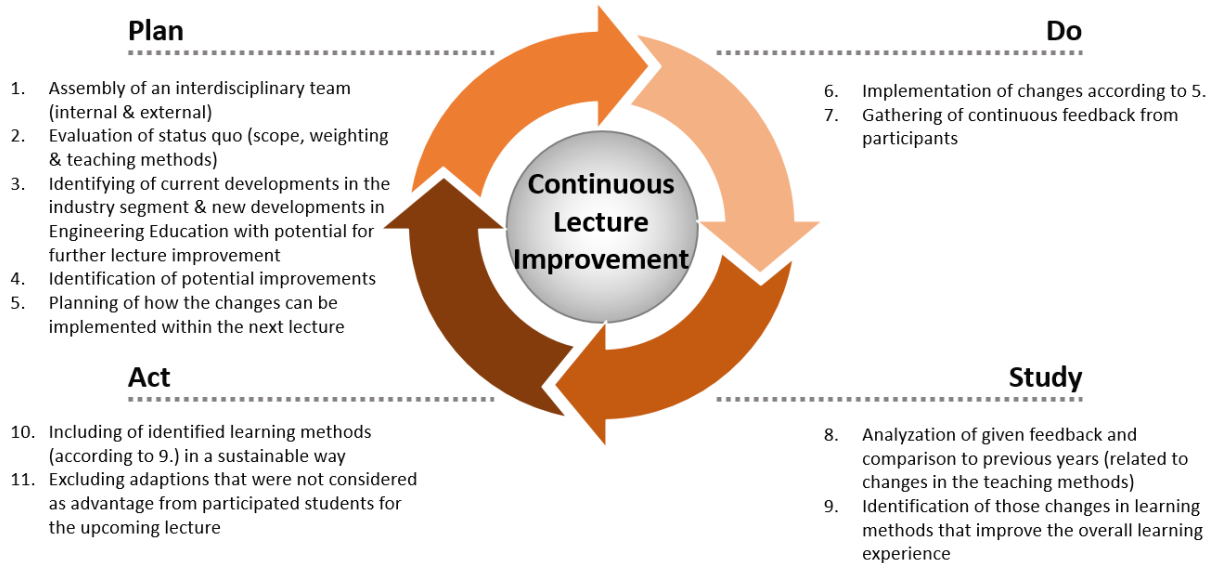 Plan
1. Assembly of an interdisciplinary team
(internal & external)
2. Evaluation of status quo (scope, weighting
& teaching methods)
3. Identifying of current developments in the
industry segment & new developments in
Engineering Education with potential for
further lecture improvement
4. Identification of potential improvements
5. Planning of how the changes can be
implemented within the next lecture
Do
6. Implementation of changes according to 5.
7. Gathering of continuous feedback from
participants
Continuous
Lecture
Improvement
Study
8. Analyzation of given feedback and
comparison to previous years (related to
changes in the teaching methods)
9. Identification of those changes in learning
methods that improve the overall learning
experience
Act
10. Including of identified learning methods
(according to 9.) in a sustainable way
11. Excluding adaptions that were not considered
as advantage from participated students for
the upcoming lecture